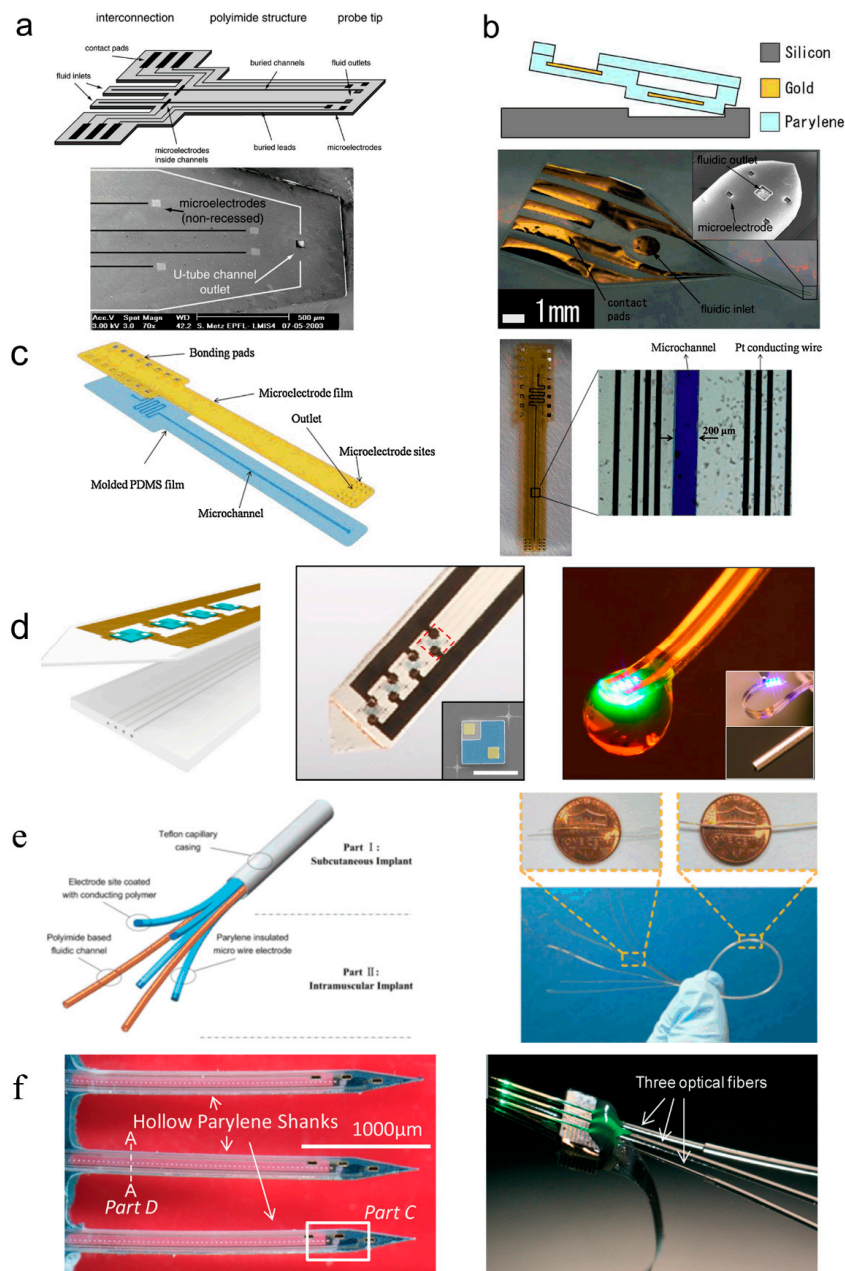 a
interconnection polyimide structure probe tip
contact pads
buried channels
fluid outlets
fluid inlets
microelectrodes
inside channels
buried leads
microelectrodes
microelectrodes
(non-recessed)
U-tube channel
outlet
Acc.V Spot Magn WD 500 µm
3.00 kV 3.0 70x 42.2 S. Metz EPFL- LMIS4 07-05-2003
b
Silicon
Gold
Parylene
fluidic outlet
microelectrode
contact
pads
fluidic inlet
1mm
c
Bonding pads
Microelectrode film
Outlet
Microelectrode sites
Molded PDMS film
Microchannel
Microchannel
Pt conducting wire
200 µm
d
e
Teflon capillary
casing
Part Ⅰ:
Subcutaneous Implant
Electrode site coated
with conducting polymer
Polyimide based
fluidic channel
Parylene insulated
micro wire electrode
Part Ⅱ:
Intramuscular Implant
f
Hollow Parylene Shanks
1000µm
A
A
Part D
Part C
Three optical fibers